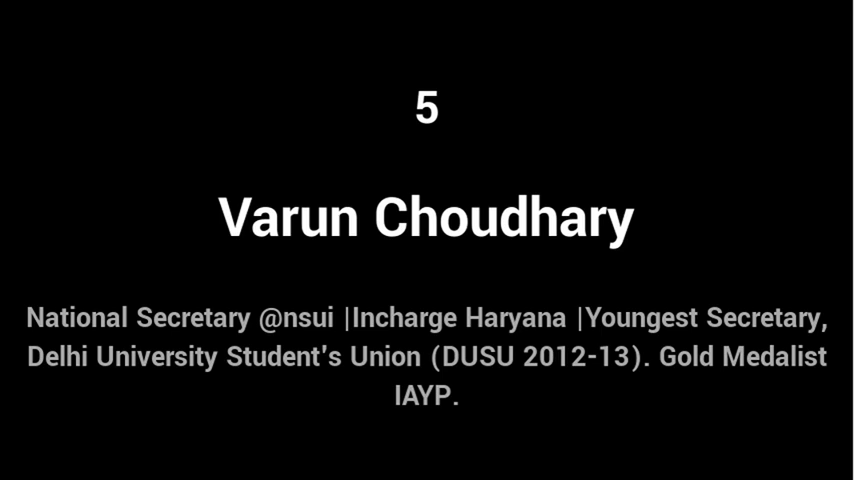 5
Varun Choudhary
National Secretary @nsui |Incharge Haryana |Youngest Secretary,
Delhi University Student's Union (DUSU 2012-13). Gold Medalist
IAYP.